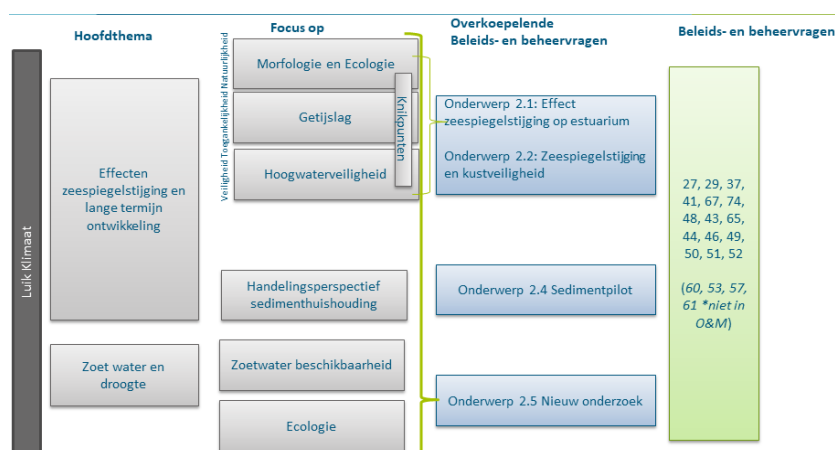 Hoofdthema
Focus op
Overkoepelende
Beleids- en beheervragen
Beleids- en beheervragen
Luik Klimaat
Effecten
zeespiegelstijging en
lange termijn
ontwikkeling
Zoet water en
droogte
Veiligheid Toegankelijkheid Natuurlijkheid
Morfologie en Ecologie
Getijslag
Hoogwaterveiligheid
Knikpunten
Handelingsperspectief
sedimenthuishouding
Zoetwater beschikbaarheid
Ecologie
Onderwerp 2.1: Effect
zeespiegelstijging op estuarium
Onderwerp 2.2: Zeespiegelstijging
en kustveiligheid
Onderwerp 2.4 Sedimentpilot
Onderwerp 2.5 Nieuw onderzoek
27, 29, 37,
41, 67, 74,
48, 43, 65,
44, 46, 49,
50, 51, 52
(60, 53, 57,
61 *niet in
O&M)